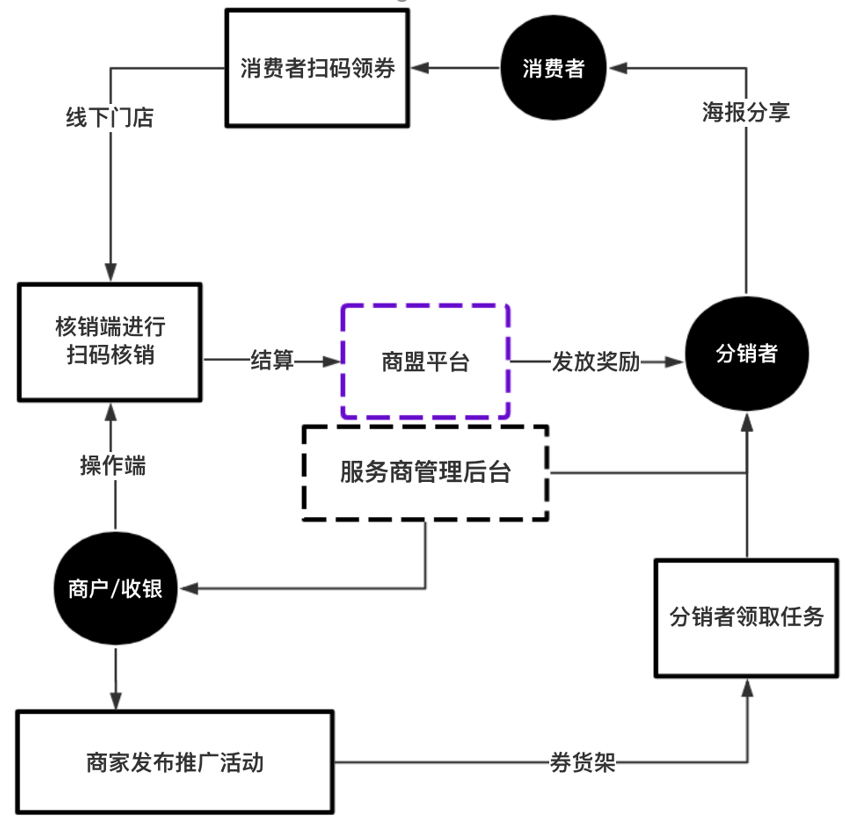 消费者扫码领券
消费者
线下门店
海报分享
核销端进行
扫码核销
结算
商盟平台
发放奖励
分销者
操作端
服务商管理后台
商户/收银
分销者领取任务
商家发布推广活动
券货架